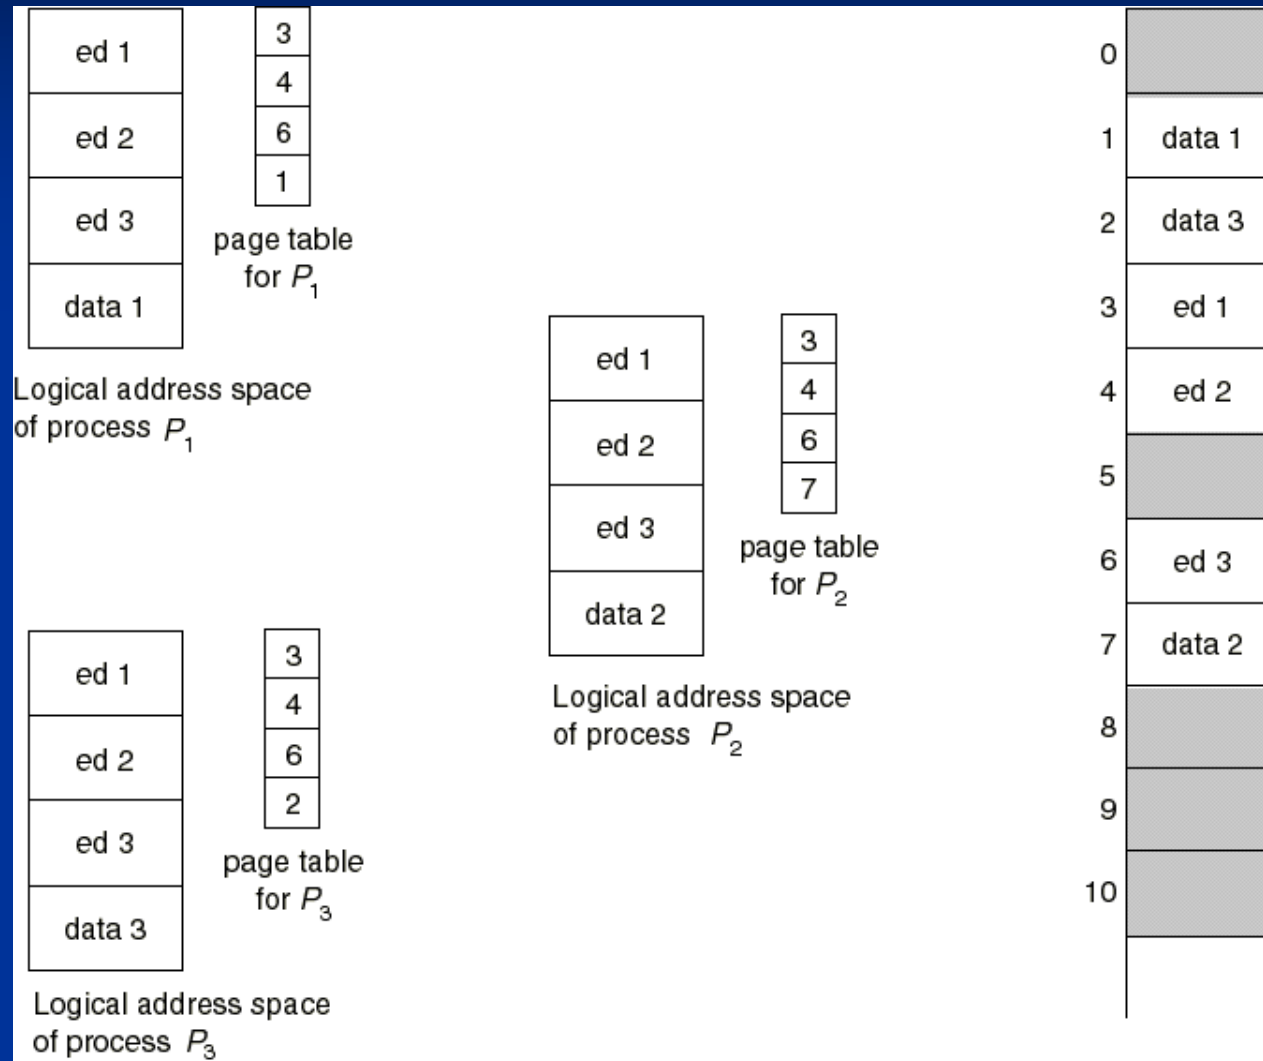 ed 1
ed 2
ed 3
data 1
3
4
6
1
page table
for P1
Logical address space
of process P1
ed 1
ed 2
ed 3
data 2
3
4
6
7
page table
for P2
Logical address space
of process P2
ed 1
ed 2
ed 3
data 3
3
4
6
2
page table
for P3
Logical address space
of process P3
0
1 data 1
2 data 3
3 ed 1
4 ed 2
5
6 ed 3
7 data 2
8
9
10